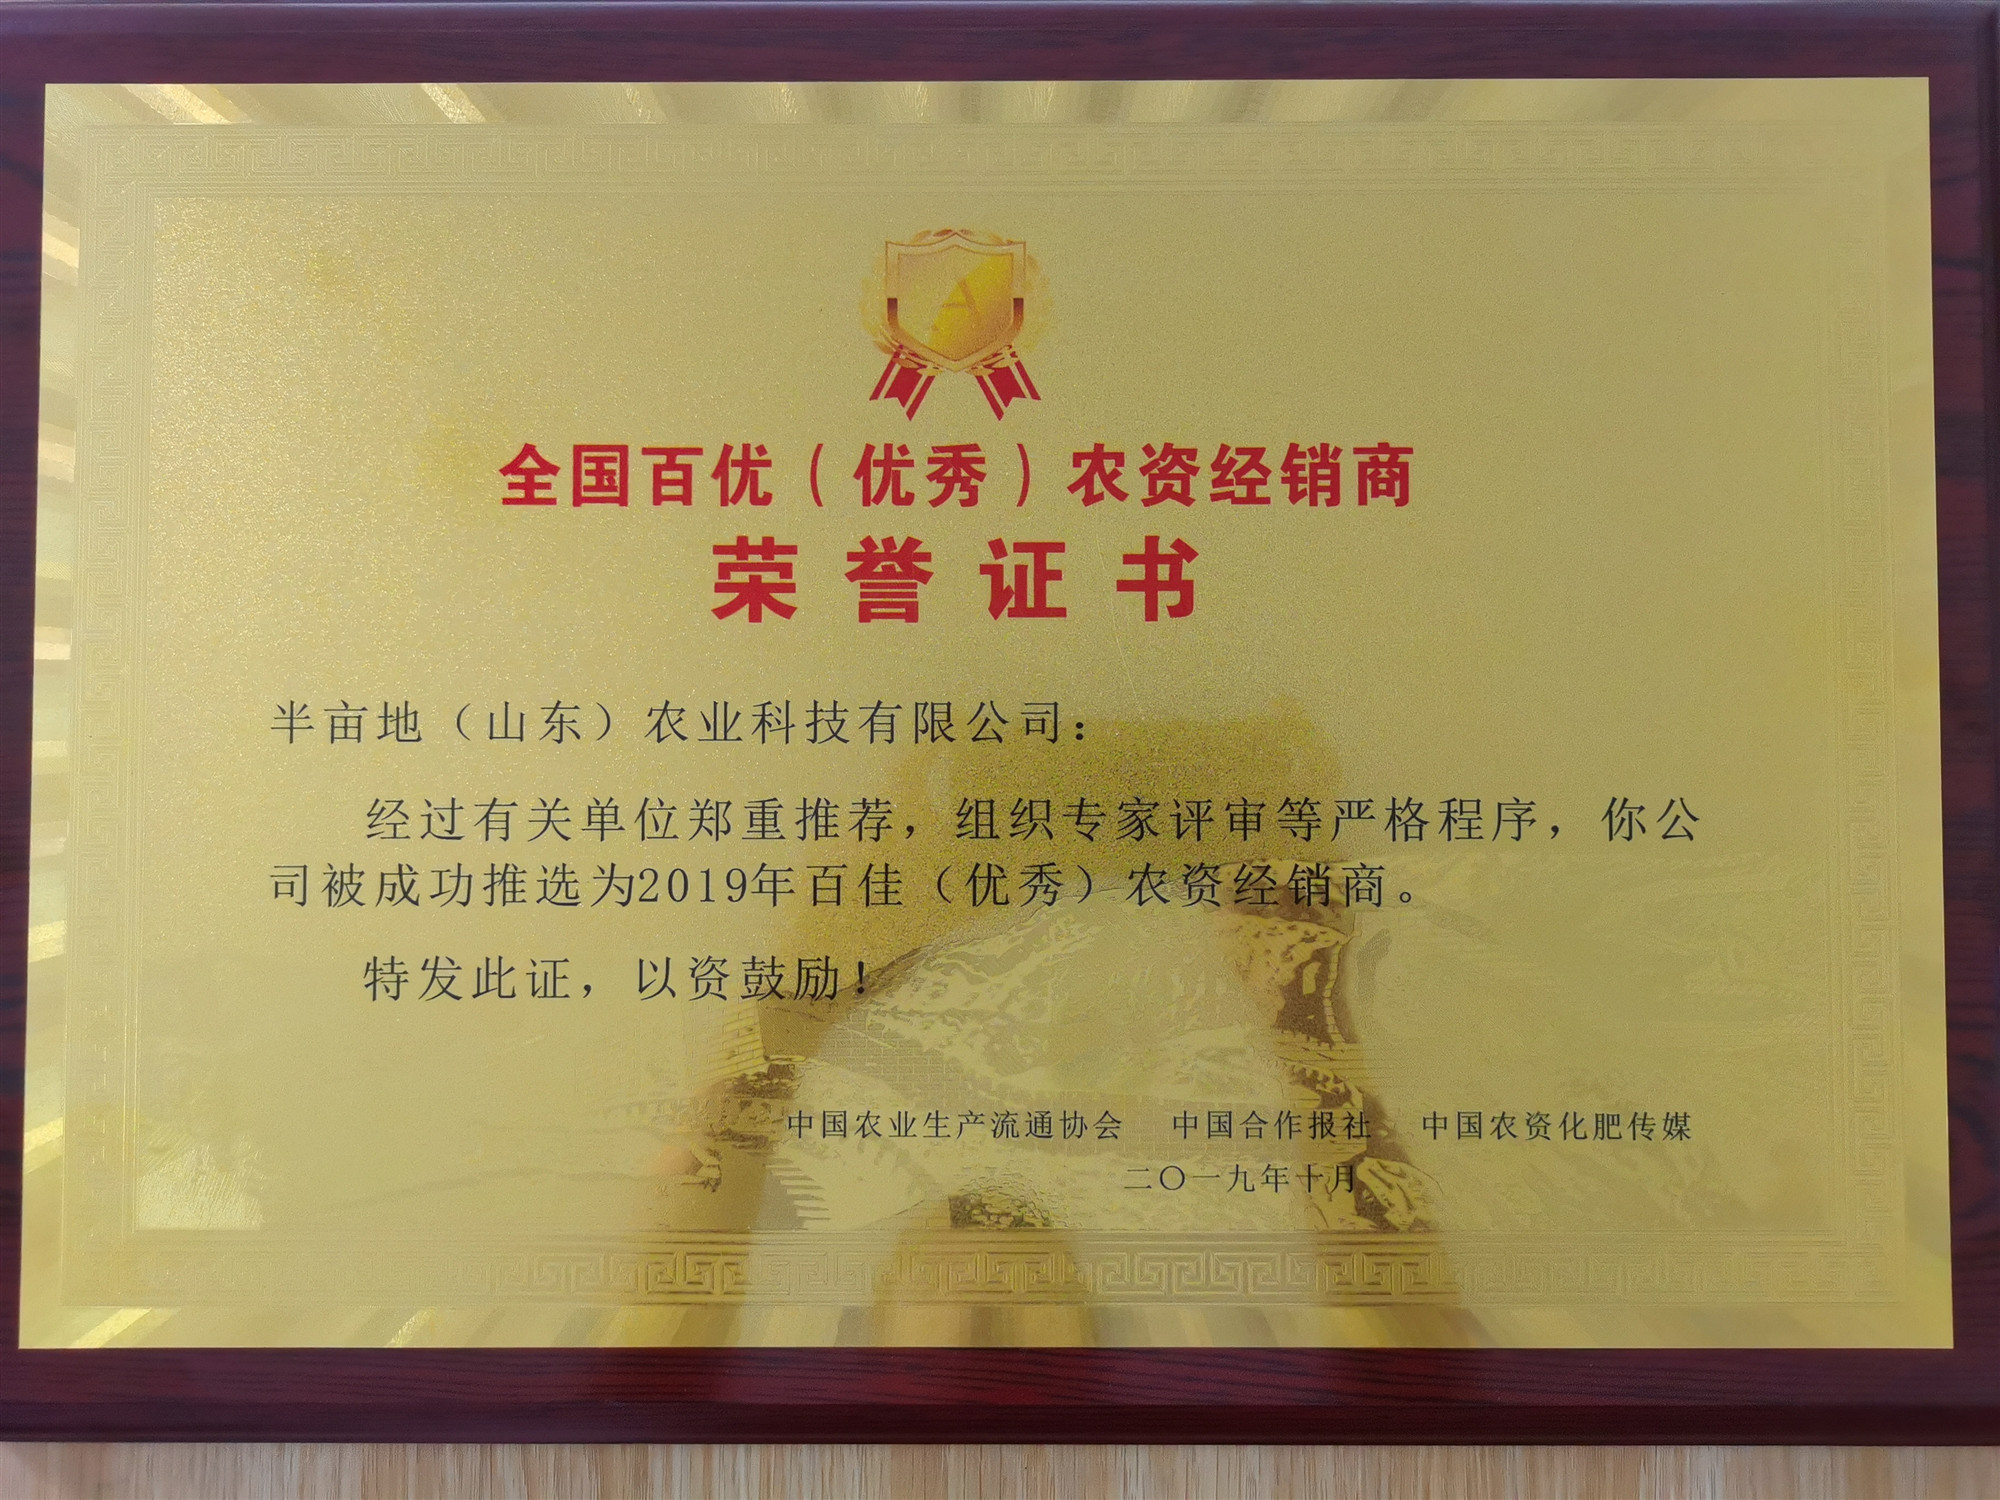 A
全国百优（优秀）农资经销商
荣誉证书
半亩地（山东）农业科技有限公司：
经过有关单位郑重推荐，组织专家评审等严格程序，你公
司被成功推选为2019年百佳（优秀）农资经销商。
特发此证，以资鼓励！
中国农业生产流通协会 中国合作报社 中国农资化肥传媒
二〇一九年十月